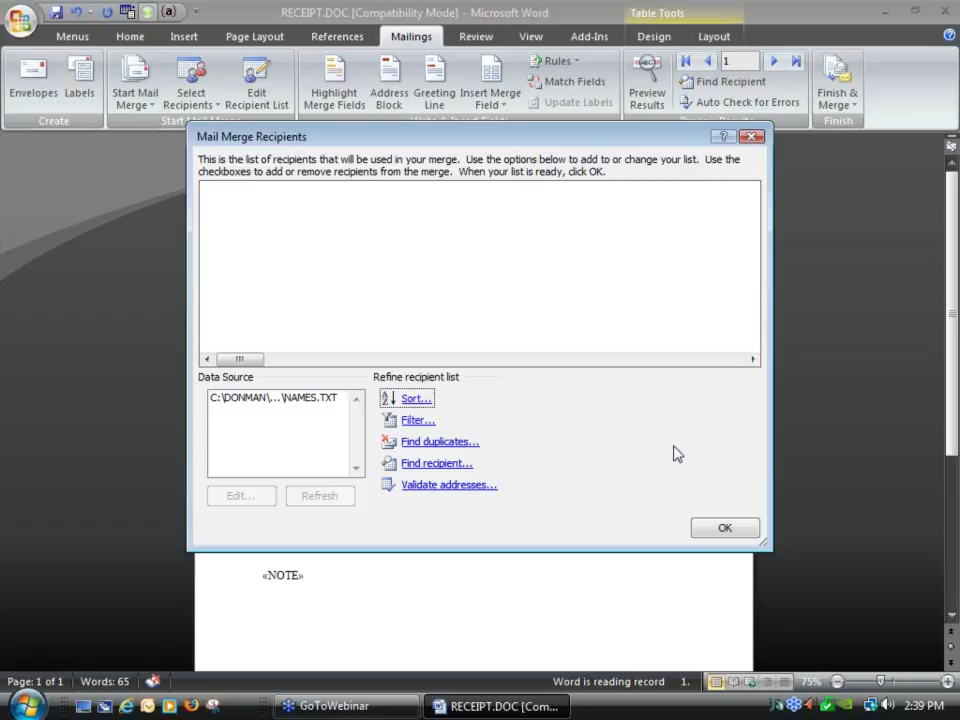 RECEIPT.DOC [Compatibility Mode] - Microsoft Word
Table Tools
Menus Home Insert Page Layout References Mailings Review View Add-Ins Design Layout
Envelopes
Labels
Start Mail Merge
Select Recipients
Edit Recipient List
Highlight Merge Fields
Address Block
Greeting Line
Insert Merge Field
Rules
Match Fields
Update Labels
Preview Results
ABC
1
Find Recipient
Auto Check for Errors
Finish & Merge
Create
Finish
Mail Merge Recipients
This is the list of recipients that will be used in your merge. Use the options below to add to or change your list. Use the
checkboxes to add or remove recipients from the merge. When your list is ready, click OK.
Data Source
Refine recipient list
C:\DONMAN\...\NAMES.TXT
Sort...
Filter...
Find duplicates...
Find recipient...
Validate addresses...
Edit...
Refresh
OK
«NOTE»
Page: 1 of 1
Words: 65
Word is reading record 1.
75%
GoToWebinar
RECEIPT.DOC [Com...
2:39 PM